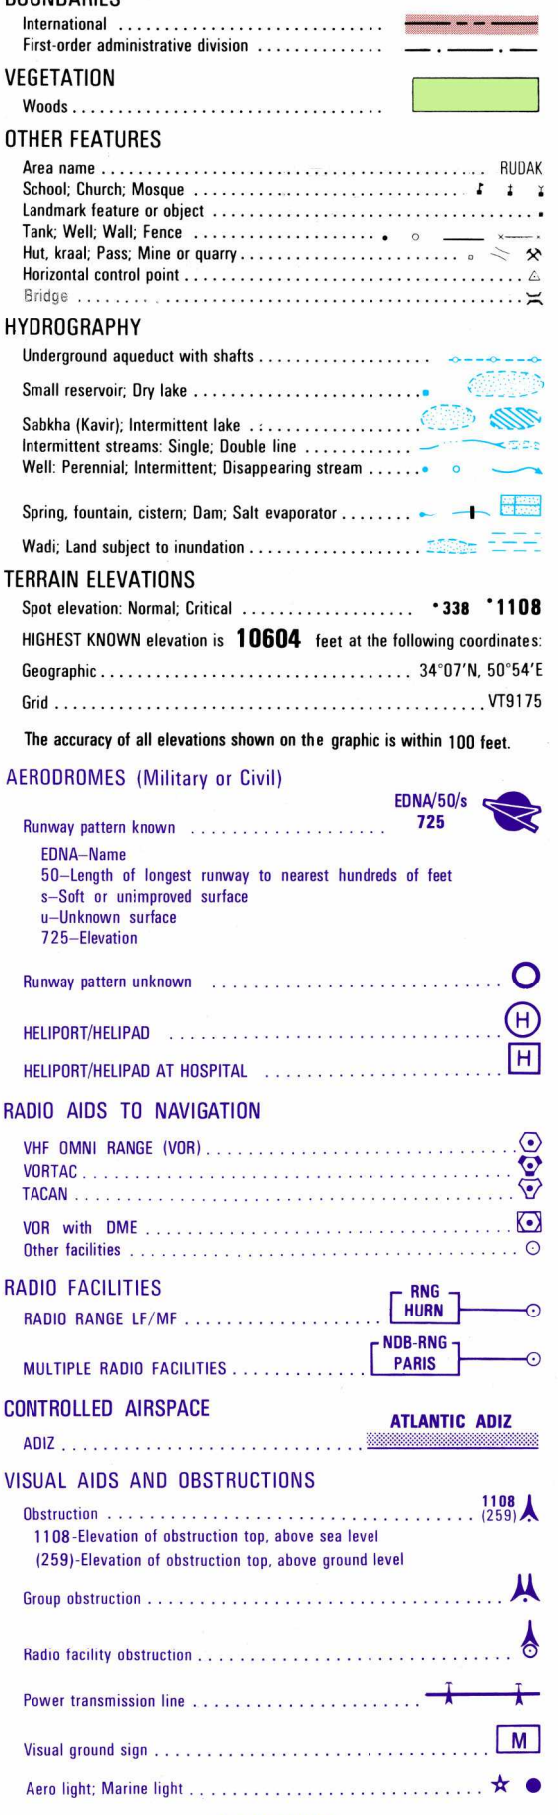 BOUNDARIES
International
First-order administrative division
VEGETATION
Woods
OTHER FEATURES
Area name RUDAK
School; Church; Mosque
Landmark feature or object
Tank; Well; Wall; Fence
Hut, kraal; Pass; Mine or quarry
Horizontal control point
Bridge
HYDROGRAPHY
Underground aqueduct with shafts
Small reservoir; Dry lake
Sabkha (Kavir); Intermittent lake
Intermittent streams: Single; Double line
Well: Perennial; Intermittent; Disappearing stream
Spring, fountain, cistern; Dam; Salt evaporator
Wadi; Land subject to inundation
TERRAIN ELEVATIONS
Spot elevation: Normal; Critical •338 •1108
HIGHEST KNOWN elevation is 10604 feet at the following coordinates:
Geographic 34°07'N, 50°54'E
Grid VT9175
The accuracy of all elevations shown on the graphic is within 100 feet.
AERODROMES (Military or Civil)
EDNA/50/s
Runway pattern known 725
EDNA–Name
50–Length of longest runway to nearest hundreds of feet
s–Soft or unimproved surface
u–Unknown surface
725–Elevation
Runway pattern unknown
HELIPORT/HELIPAD H
HELIPORT/HELIPAD AT HOSPITAL H
RADIO AIDS TO NAVIGATION
VHF OMNI RANGE (VOR)
VORTAC
TACAN
VOR with DME
Other facilities
RADIO FACILITIES
RNG
RADIO RANGE LF/MF HURN
NDB-RNG
MULTIPLE RADIO FACILITIES PARIS
CONTROLLED AIRSPACE
ATLANTIC ADIZ
ADIZ
VISUAL AIDS AND OBSTRUCTIONS
1108
Obstruction (259)
1108-Elevation of obstruction top, above sea level
(259)-Elevation of obstruction top, above ground level
Group obstruction
Radio facility obstruction
Power transmission line
Visual ground sign M
Aero light; Marine light